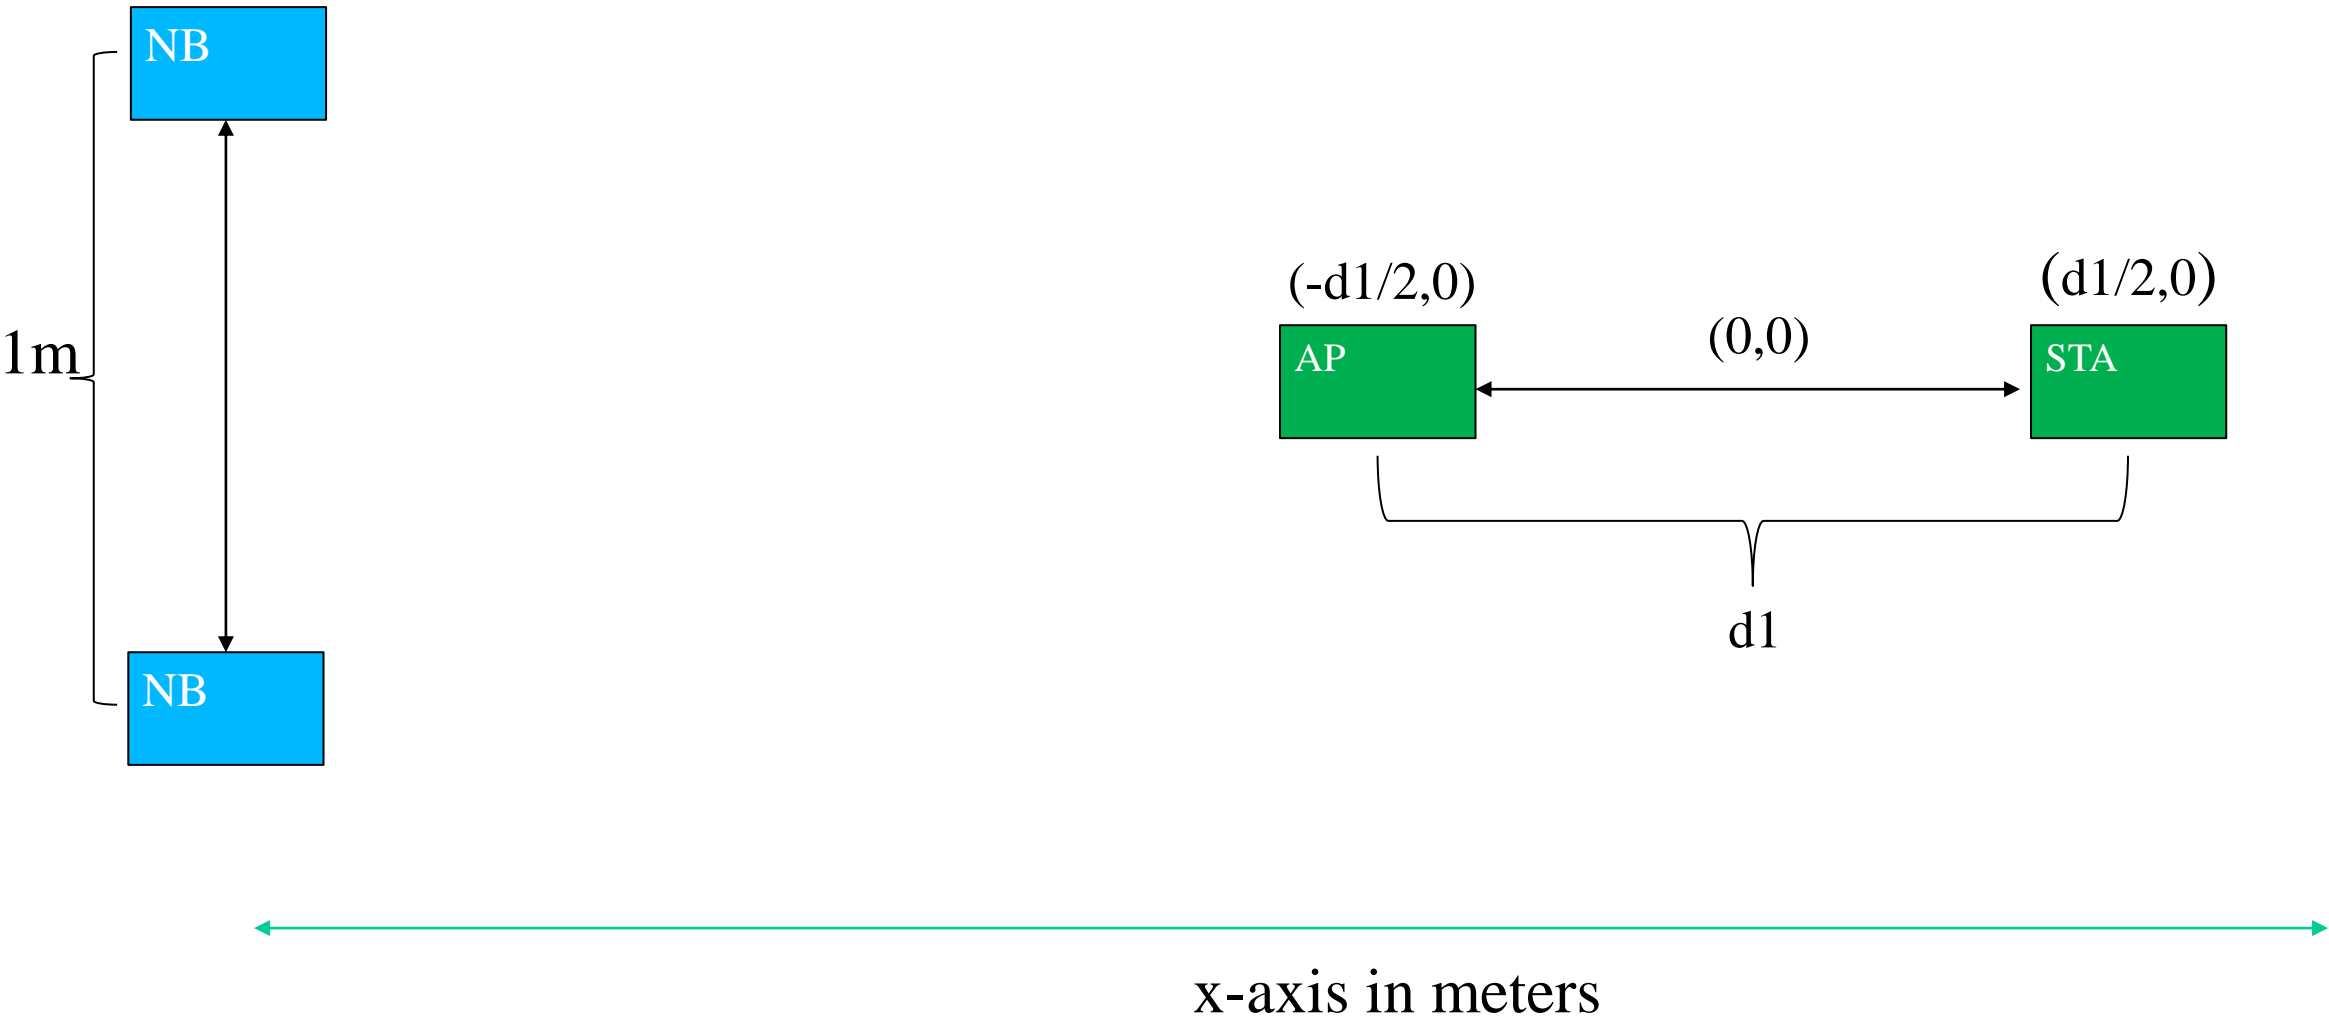 NB
(-d1/2,0)
(d1/2,0)
(0,0)
1m
AP
STA
d1
NB
x-axis in meters